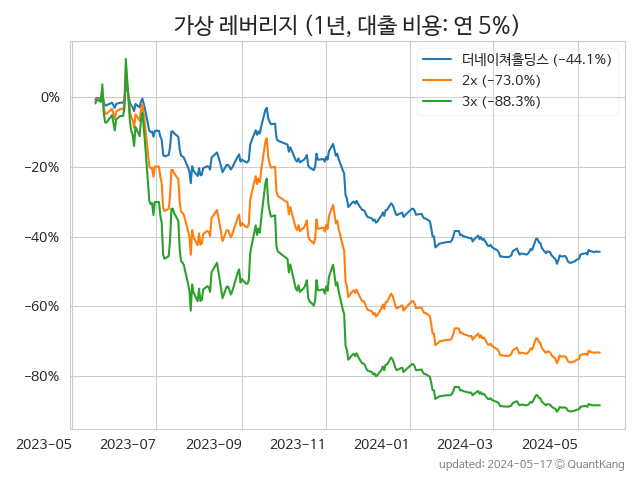 가상 레버리지 (1년, 대출 비용: 연 5%)
더네이쳐홀딩스 (−44.1%)
2x (−73.0%)
3x (−88.3%)
0%
−20%
−40%
−60%
−80%
2023-05 2023-07 2023-09 2023-11 2024-01 2024-03 2024-05
updated: 2024-05-17 © QuantKang